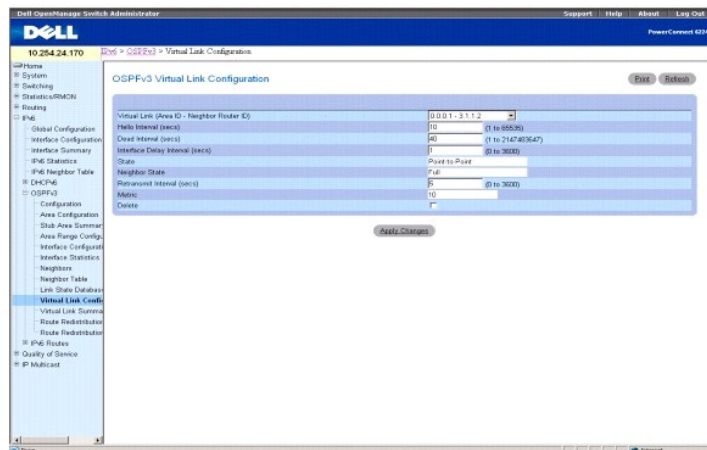 Dell OpenManage Switch Administrator
Support Help About Log Out
DELL
PowerConnect 6224
10.254.24.170
IPv6 > OSPFv3 > Virtual Link Configuration
Home
System
Switching
Statistics/RMON
Routing
IPv6
Global Configuration
Interface Configuration
Interface Summary
IPv6 Statistics
IPv6 Neighbor Table
DHCPv6
OSPFv3
Configuration
Area Configuration
Stub Area Summar
Area Range Configu
Interface Configurati
Interface Statistics
Neighbors
Neighbor Table
Link State Databas
Virtual Link Confi
Virtual Link Summa
Route Redistributio
Route Redistributio
IPv6 Routes
Quality of Service
IP Multicast
OSPFv3 Virtual Link Configuration
Print Refresh
Virtual Link (Area ID - Neighbor Router ID) 0.0.0.1 - 3.1.1.2
Hello Interval (secs) 10 (1 to 65535)
Dead Interval (secs) 40 (1 to 2147483647)
Interface Delay Interval (secs) 1 (0 to 3600)
State Point-to-Point
Neighbor State Full
Retransmit Interval (secs) 5 (0 to 3600)
Metric 10
Delete
Apply Changes